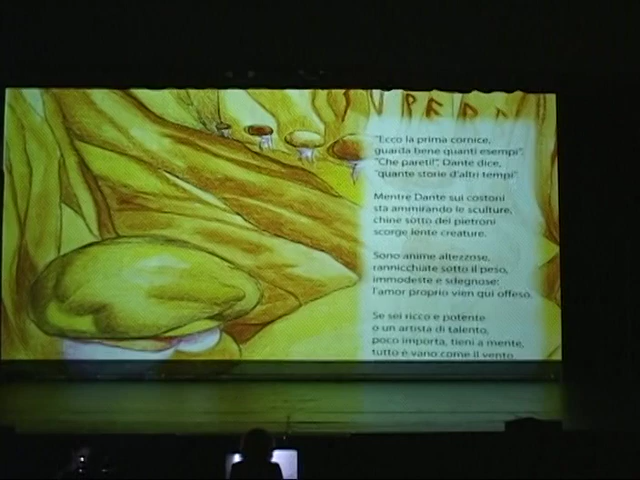 "Ecco la prima cornice,
guarda bene quanti esempi".
"Che pareti!", Dante dice,
"quante storie d'altri tempi"
Mentre Dante sui costoni
sta ammirando le sculture,
chine sotto dei pietroni
scorge lente creature.
Sono anime altezzose,
rannicchiate sotto il peso,
immodeste e sdegnose:
l'amor proprio vien qui offeso.
Se sei ricco e potente
o un artista di talento,
poco importa, tieni a mente,
tutto è vano come il vento.